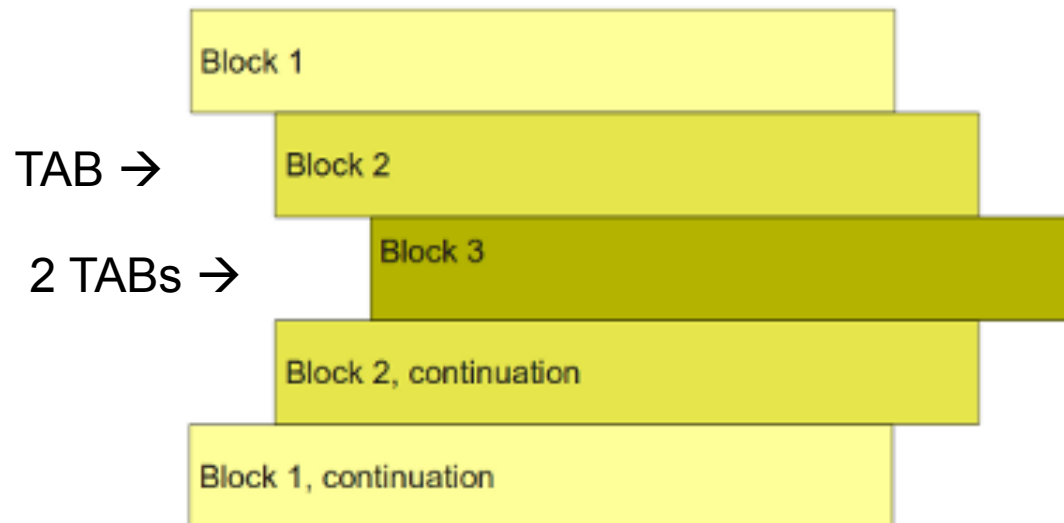 Block 1
TAB →
Block 2
2 TABs →
Block 3
Block 2, continuation
Block 1, continuation